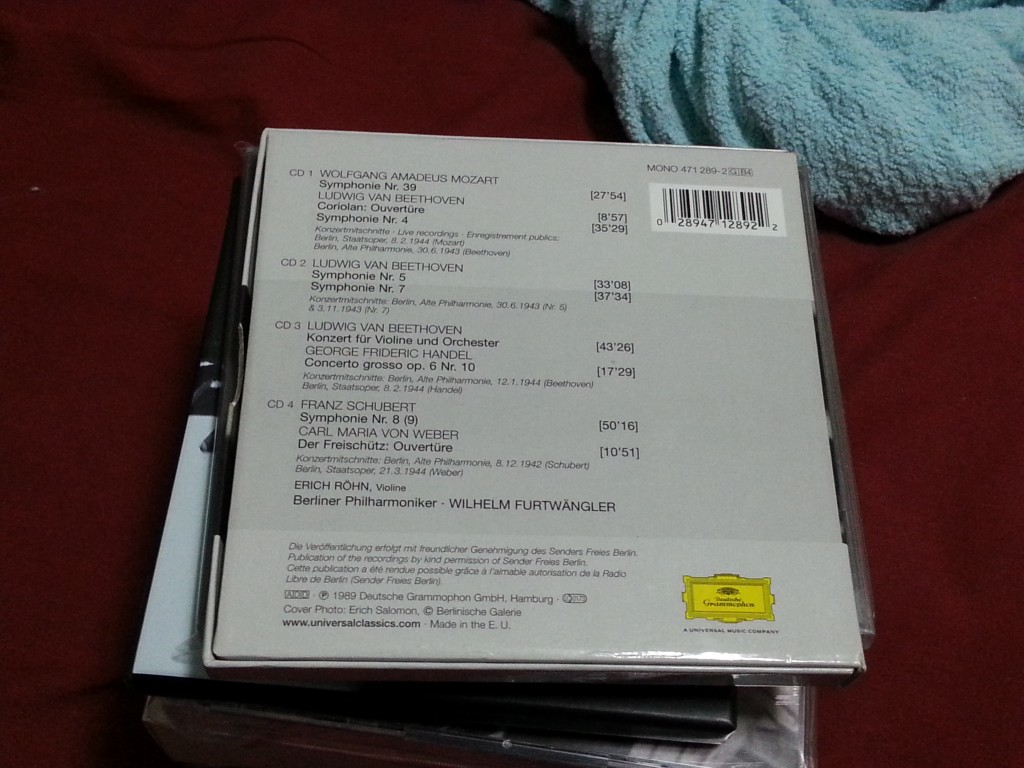 MONO 471 289-2 GB4
CD 1 WOLFGANG AMADEUS MOZART
Symphonie Nr. 39 [27'54]
LUDWIG VAN BEETHOVEN
Coriolan: Ouvertüre [8'57]
Symphonie Nr. 4 [35'29]
Konzertmitschnitte · Live recordings · Enregistrement publics:
Berlin, Staatsoper, 8.2.1944 (Mozart)
Berlin, Alte Philharmonie, 30.6.1943 (Beethoven)
0 28947 12892 2
CD 2 LUDWIG VAN BEETHOVEN
Symphonie Nr. 5 [33'08]
Symphonie Nr. 7 [37'34]
Konzertmitschnitte: Berlin, Alte Philharmonie, 30.6.1943 (Nr. 5)
& 3.11.1943 (Nr. 7)
CD 3 LUDWIG VAN BEETHOVEN
Konzert für Violine und Orchester [43'26]
GEORGE FRIDERIC HANDEL
Concerto grosso op. 6 Nr. 10 [17'29]
Konzertmitschnitte: Berlin, Alte Philharmonie, 12.1.1944 (Beethoven)
Berlin, Staatsoper, 8.2.1944 (Handel)
CD 4 FRANZ SCHUBERT
Symphonie Nr. 8 (9) [50'16]
CARL MARIA VON WEBER
Der Freischütz: Ouvertüre [10'51]
Konzertmitschnitte: Berlin, Alte Philharmonie, 8.12.1942 (Schubert)
Berlin, Staatsoper, 21.3.1944 (Weber)
ERICH RÖHN, Violine
Berliner Philharmoniker - WILHELM FURTWÄNGLER
Die Veröffentlichung erfolgt mit freundlicher Genehmigung des Senders Freies Berlin.
Publication of the recordings by kind permission of Sender Freies Berlin.
Cette publication a été rendue possible grâce à l'aimable autorisation de la Radio
Libre de Berlin (Sender Freies Berlin).
ADD · ℗ 1989 Deutsche Grammophon GmbH, Hamburg ·
Cover Photo: Erich Salomon, © Berlinische Galerie
www.universalclassics.com · Made in the E. U.
Deutsche
Grammophon
A UNIVERSAL MUSIC COMPANY